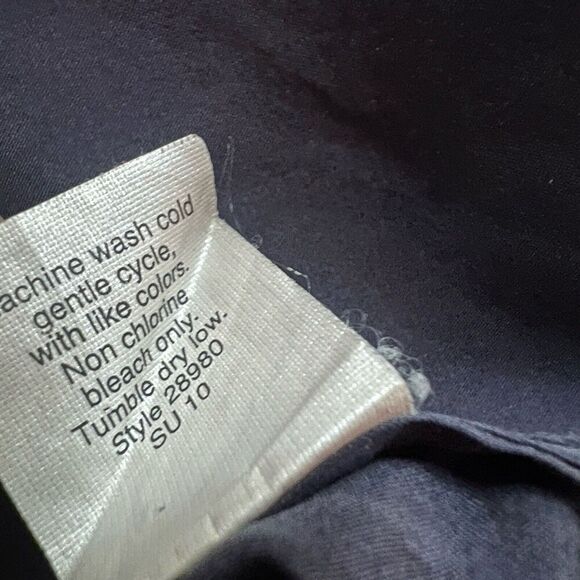 achine wash cold
gentle cycle,
with like colors.
Non chlorine
bleach only.
Tumble dry low.
Style 28980
SU 10